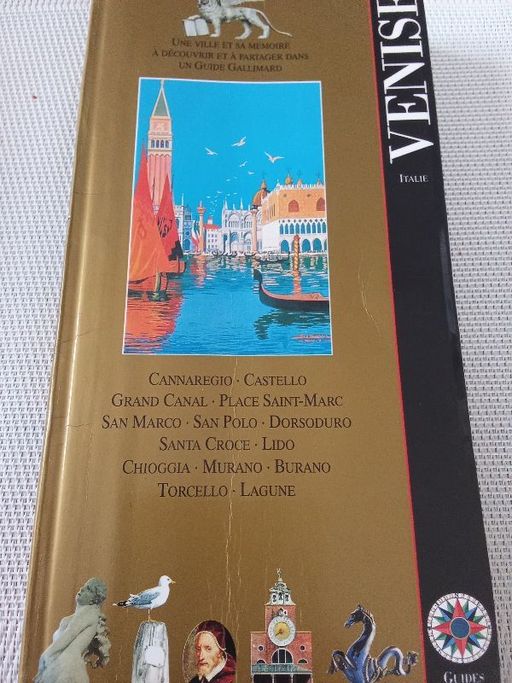 UNE VILLE ET SA MÉMOIRE
À DÉCOUVRIR ET À PARTAGER DANS
UN GUIDE GALLIMARD
VENISE
ITALIE
CANNAREGIO · CASTELLO
GRAND CANAL · PLACE SAINT-MARC
SAN MARCO · SAN POLO · DORSODURO
SANTA CROCE · LIDO
CHIOGGIA · MURANO · BURANO
TORCELLO · LAGUNE
GUIDES